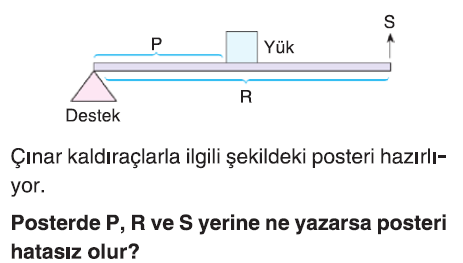 S
P
Yük
R
Destek
Çınar kaldıraçlarla ilgili şekildeki posteri hazırlı-
yor.
Posterde P, R ve S yerine ne yazarsa posteri
hatasız olur?